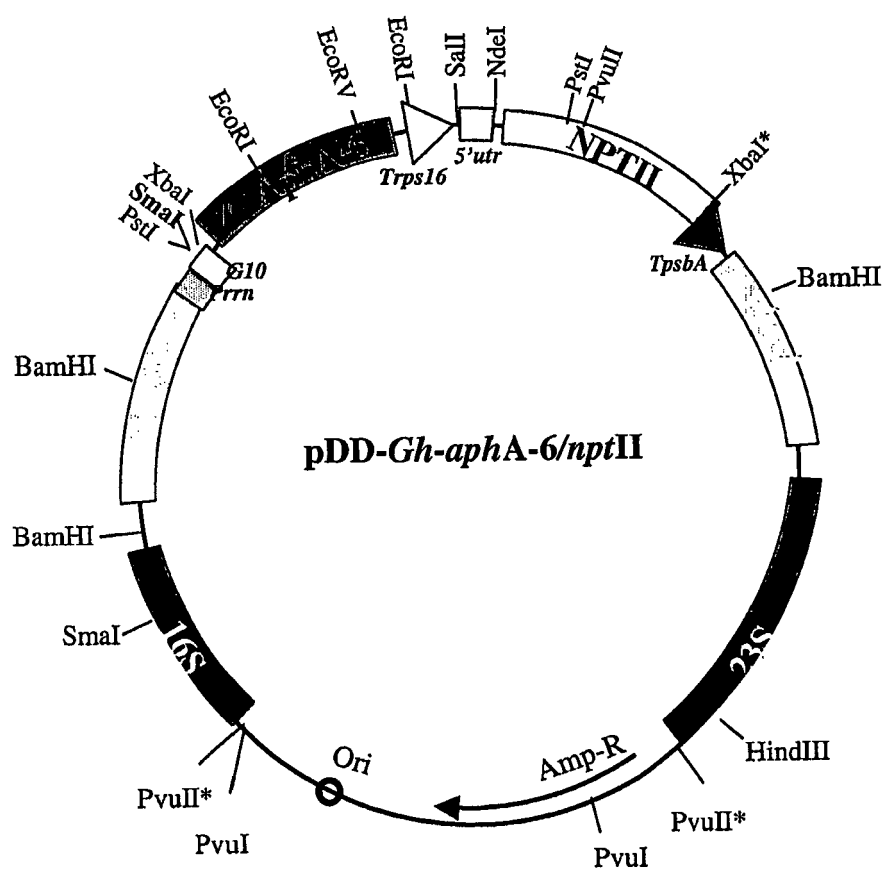 EcoRI
EcoRV
EcoRI
SalI
NdeI
PstI
PvuII
XbaI
SmaI
PstI
Trps16
5'utr
NPTII
XbaI*
TpsbA
G10
rrn
BamHI
BamHI
pDD-Gh-aphA-6/nptII
BamHI
SmaI
16S
23S
HindIII
PvuII*
PvuI
Ori
Amp-R
PvuI
PvuII*